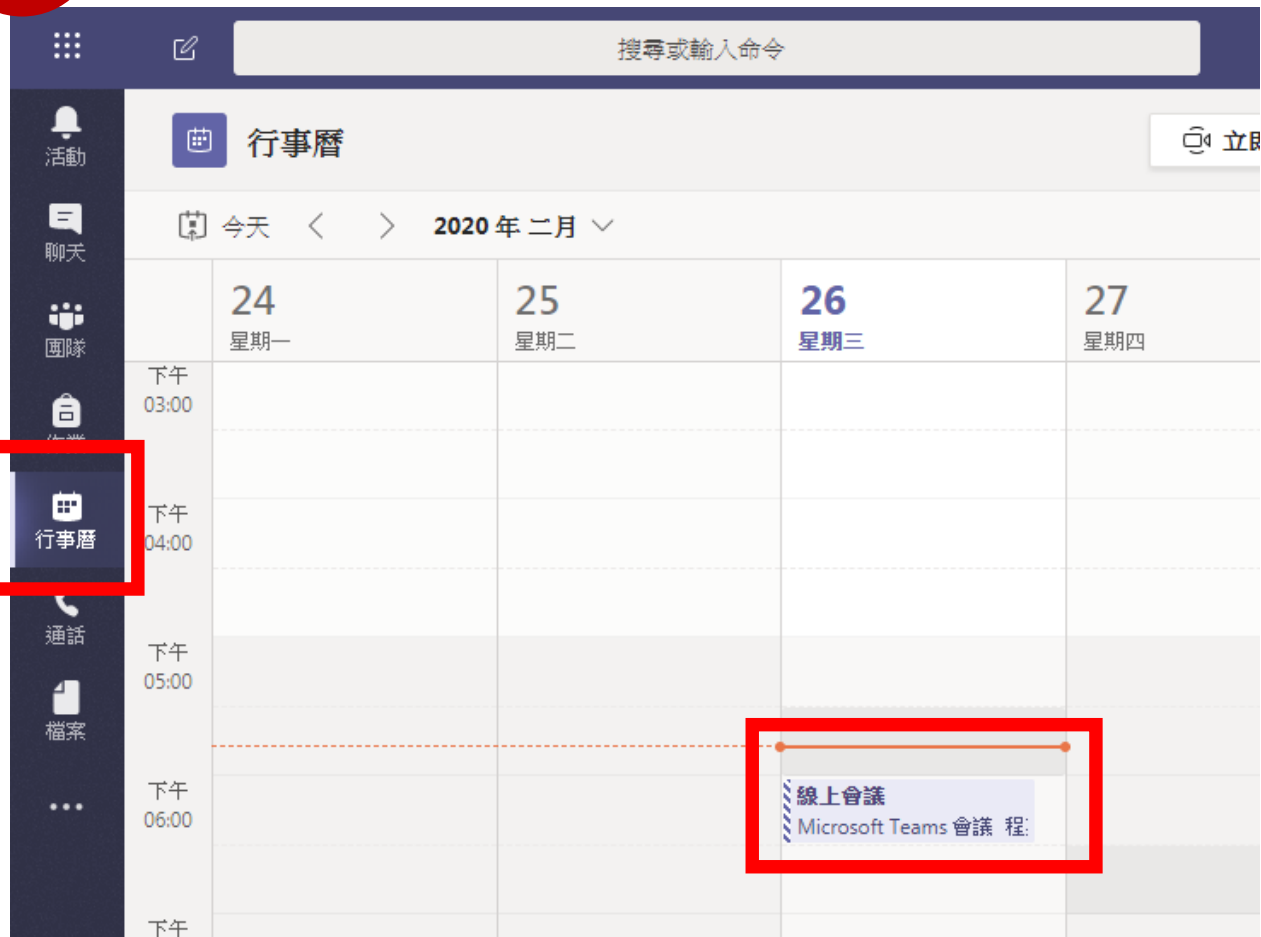 搜尋或輸入命令
活動
行事曆
立即
今天
2020 年 二月
聊天
24
25
26
27
星期一
星期二
星期三
星期四
團隊
下午
03:00
行事曆
下午
04:00
通話
下午
05:00
檔案
下午
06:00
線上會議
Microsoft Teams 會議 程
下午